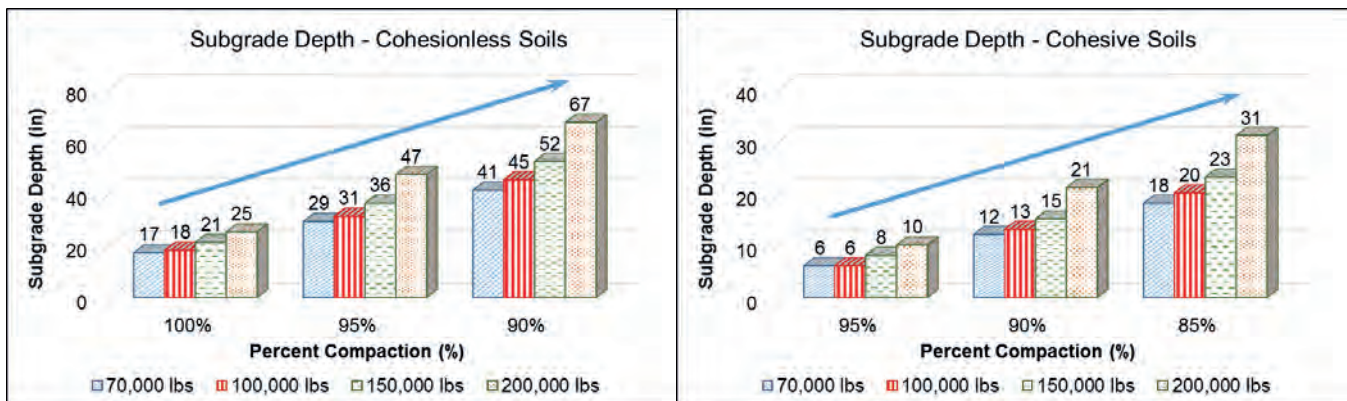 Subgrade Depth - Cohesionless Soils
Subgrade Depth (in)
80
60
40
20
0
17 18 21 25
29 31 36 47
41 45 52 67
100% 95% 90%
Percent Compaction (%)
70,000 lbs 100,000 lbs 150,000 lbs 200,000 lbs
Subgrade Depth - Cohesive Soils
Subgrade Depth (in)
40
30
20
10
0
6 6 8 10
12 13 15 21
18 20 23 31
95% 90% 85%
Percent Compaction (%)
70,000 lbs 100,000 lbs 150,000 lbs 200,000 lbs